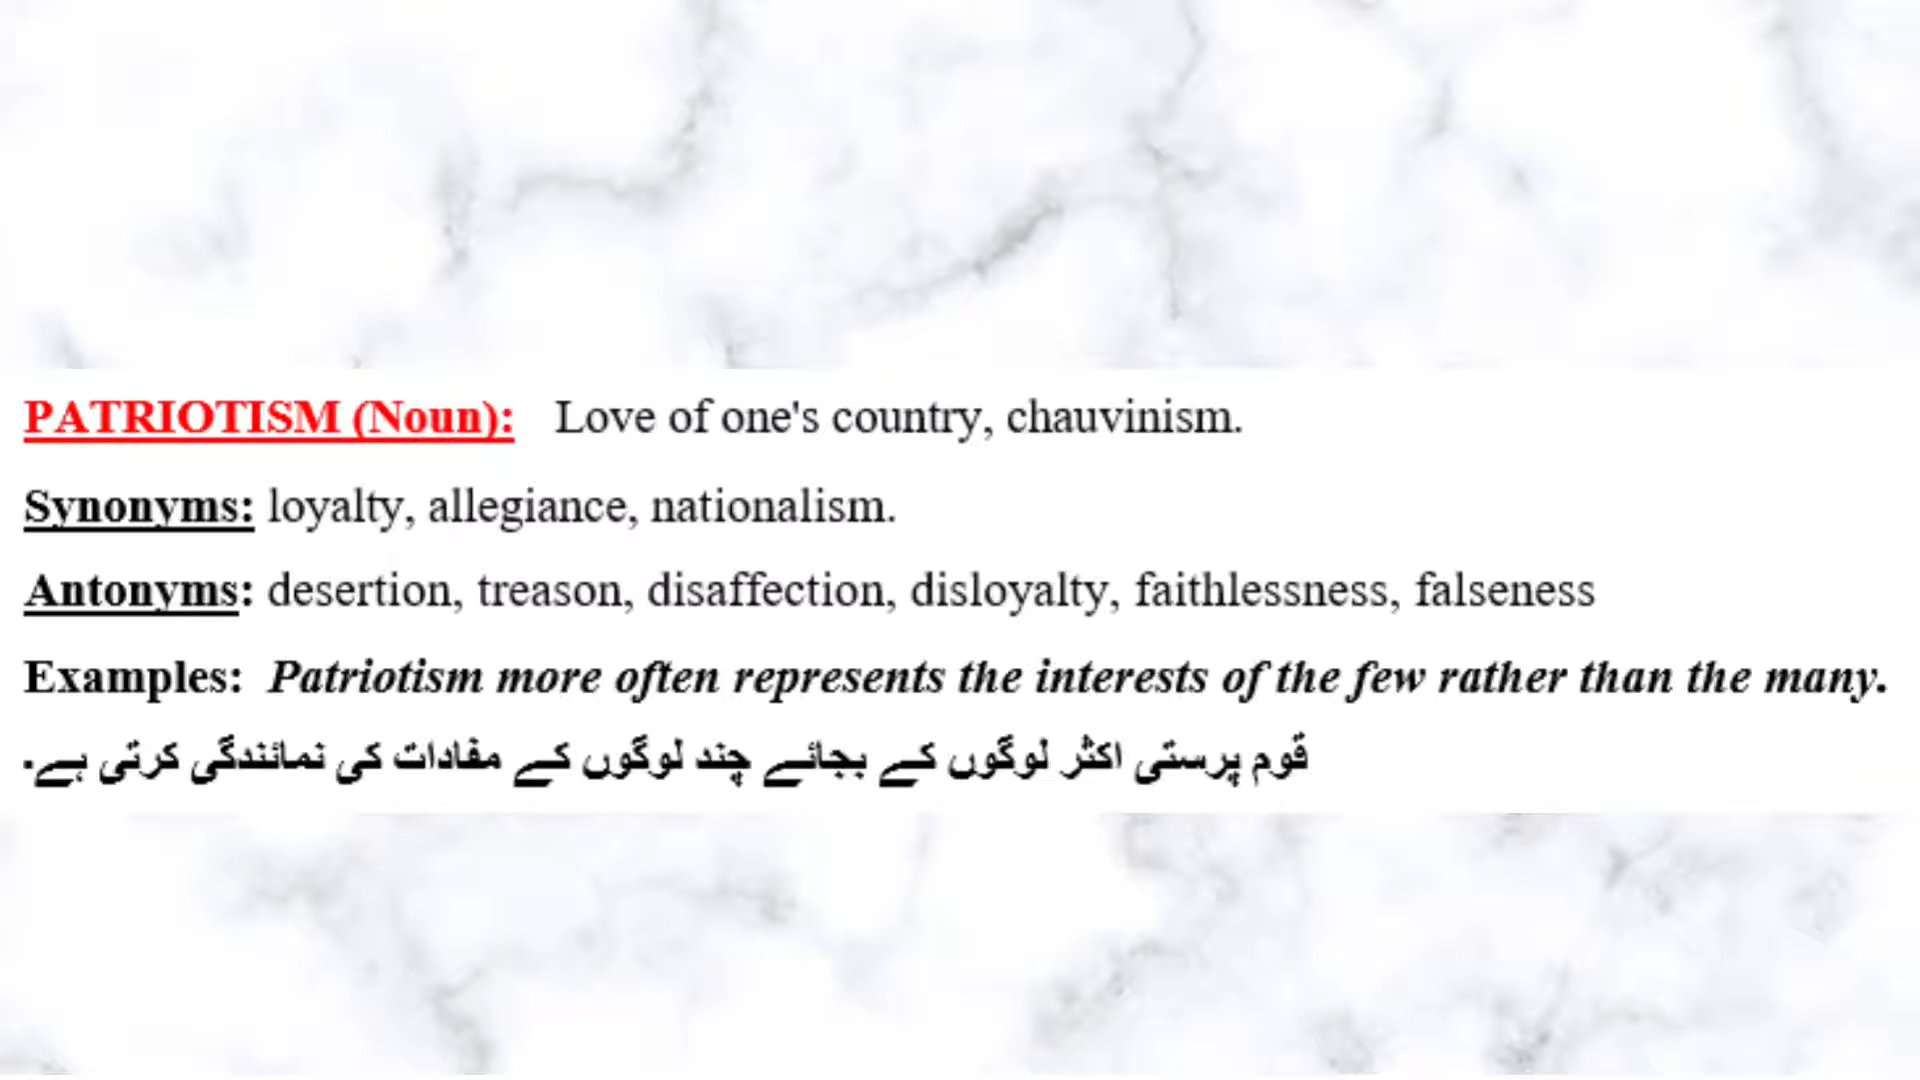 PATRIOTISM (Noun): Love of one's country, chauvinism.
Synonyms: loyalty, allegiance, nationalism.
Antonyms: desertion, treason, disaffection, disloyalty, faithlessness, falseness
Examples: Patriotism more often represents the interests of the few rather than the many.
قوم پرستی اکثر لوگوں کے بجائے چند لوگوں کے مفادات کی نمائندگی کرتی ہے۔